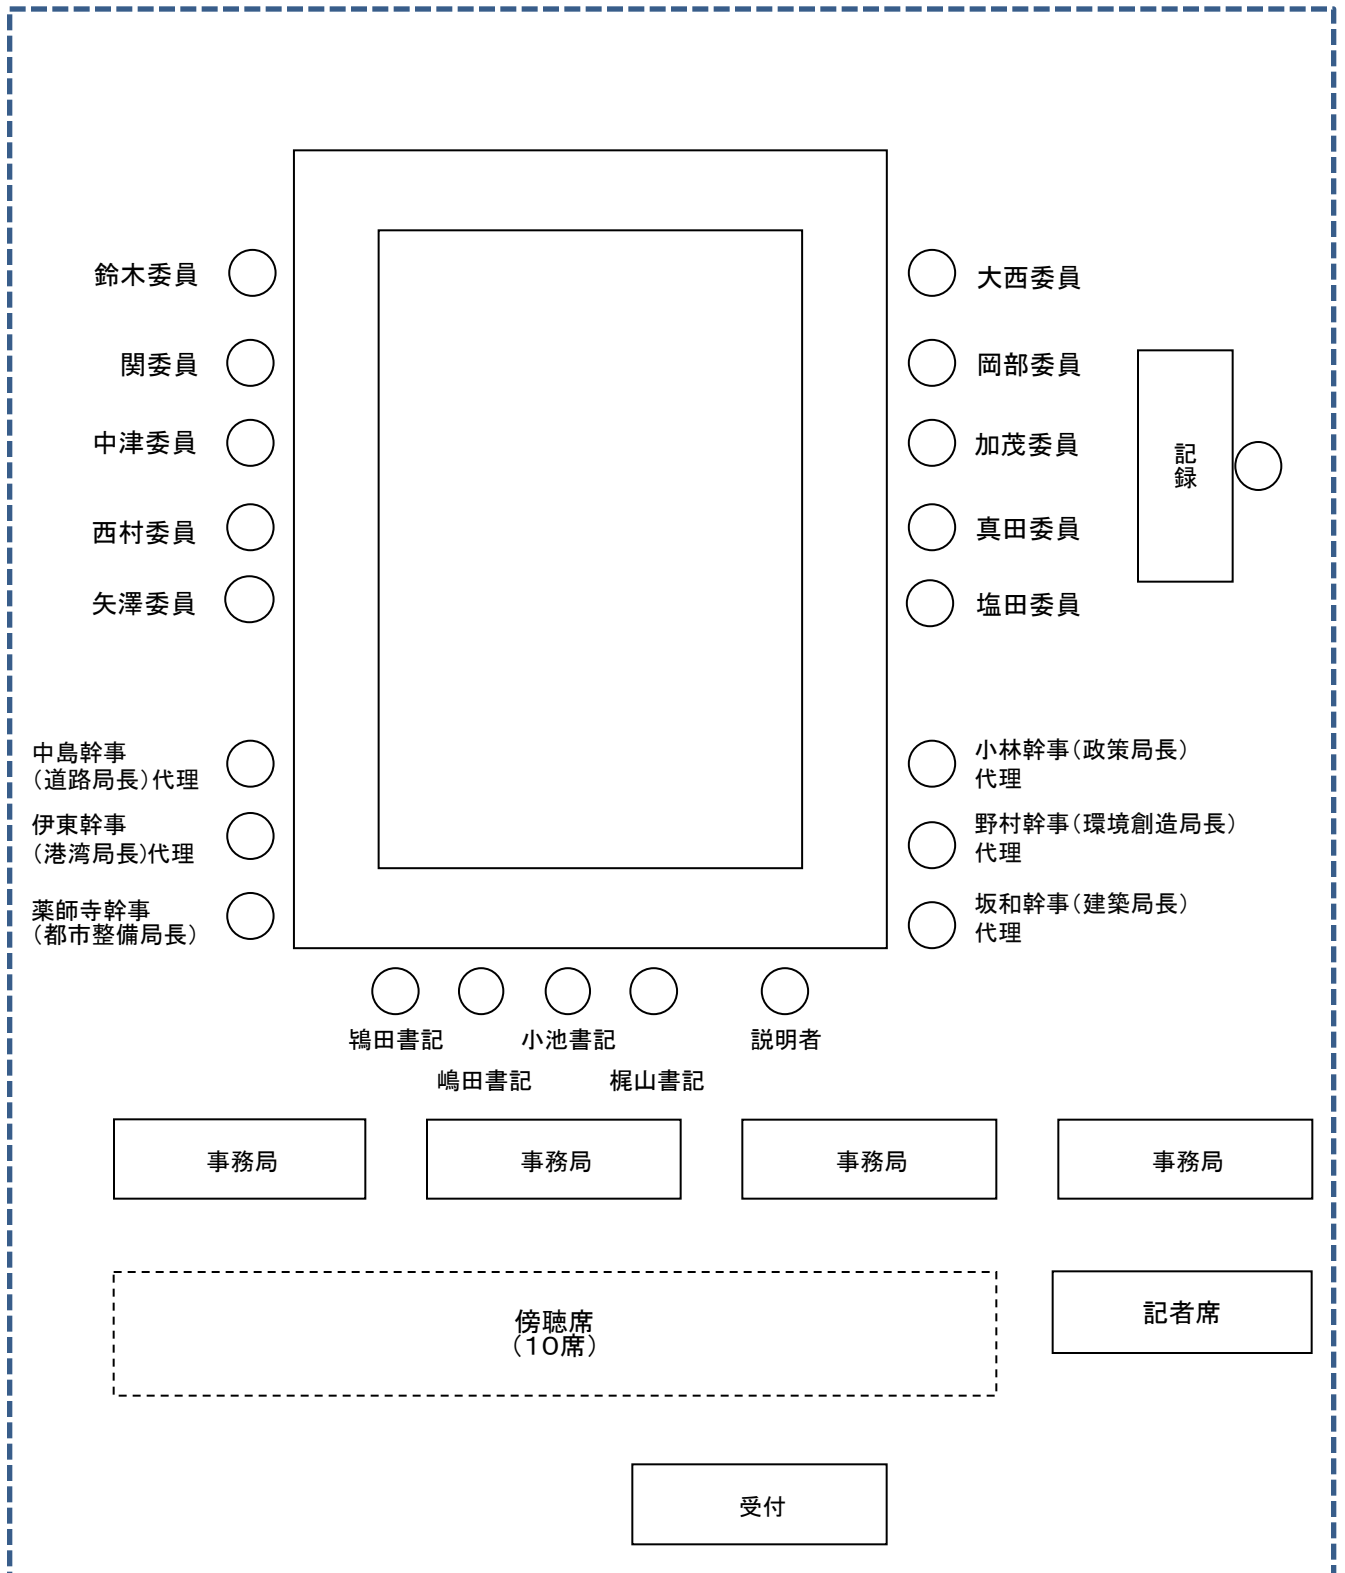 鈴木委員
大西委員
関委員
岡部委員
中津委員
加茂委員
記録
西村委員
真田委員
矢澤委員
塩田委員
中島幹事
（道路局長）代理
小林幹事（政策局長）
代理
伊東幹事
（港湾局長）代理
野村幹事（環境創造局長）
代理
薬師寺幹事
（都市整備局長）
坂和幹事（建築局長）
代理
鴇田書記
小池書記
説明者
嶋田書記
梶山書記
事務局
事務局
事務局
事務局
傍聴席
（10席）
記者席
受付